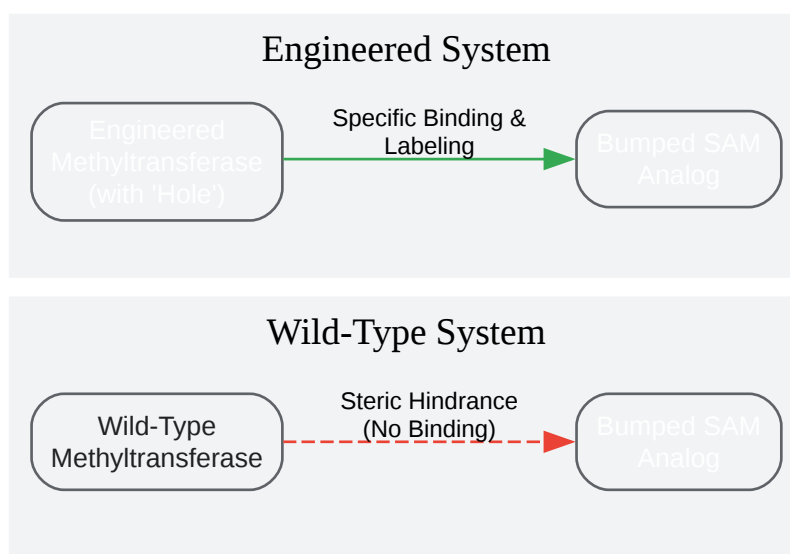 Engineered System
Engineered
Methyltransferase
(with 'Hole')
Specific Binding &
Labeling
Bumped SAM
Analog
Wild-Type System
Wild-Type
Methyltransferase
Steric Hindrance
(No Binding)
Bumped SAM
Analog